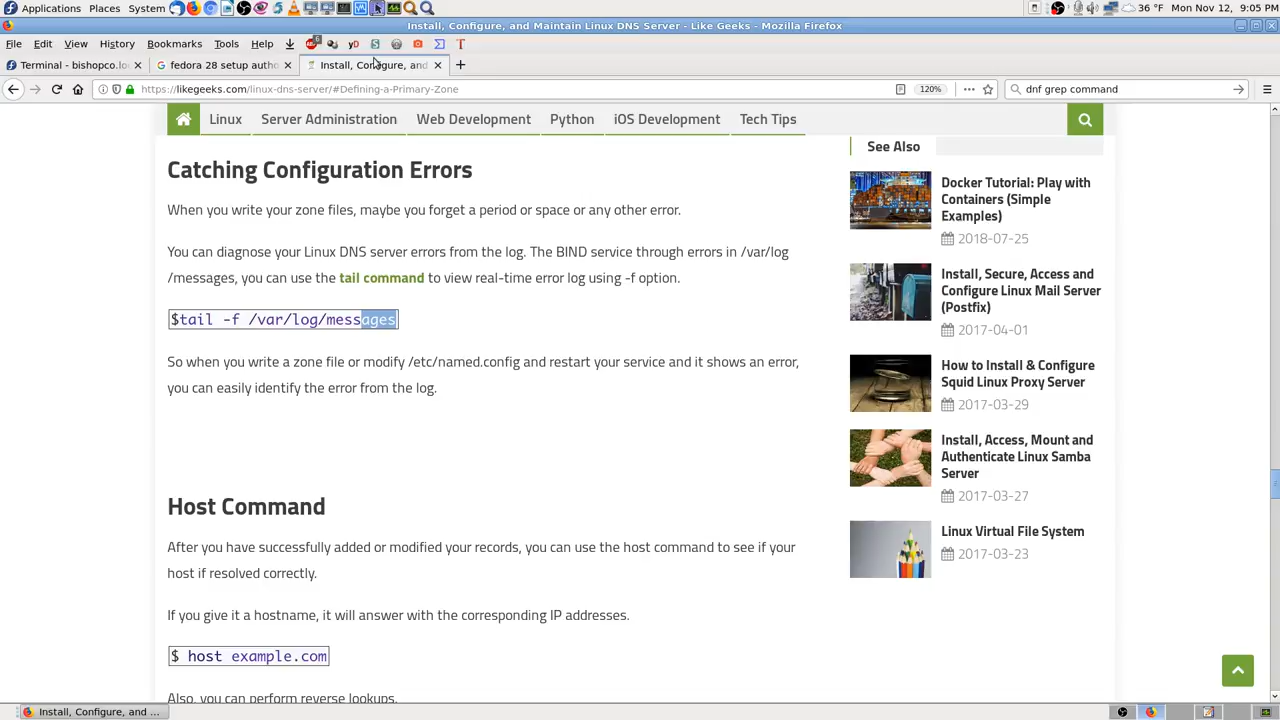 Applications Places System 36 °F Mon Nov 12, 9:05 PM
Install, Configure, and Maintain Linux DNS Server - Like Geeks - Mozilla Firefox
File Edit View History Bookmarks Tools Help 6 yD S T
Terminal - bishopco.lo fedora 28 setup autho Install, Configure, and
https://likegeeks.com/linux-dns-server/#Defining-a-Primary-Zone 120% dnf grep command
Linux Server Administration Web Development Python iOS Development Tech Tips
Catching Configuration Errors
When you write your zone files, maybe you forget a period or space or any other error.
You can diagnose your Linux DNS server errors from the log. The BIND service through errors in /var/log
/messages, you can use the tail command to view real-time error log using -f option.
$tail -f /var/log/messages
So when you write a zone file or modify /etc/named.config and restart your service and it shows an error,
you can easily identify the error from the log.
Host Command
After you have successfully added or modified your records, you can use the host command to see if your
host if resolved correctly.
If you give it a hostname, it will answer with the corresponding IP addresses.
$ host example.com
Also, you can perform reverse lookups.
See Also
Docker Tutorial: Play with
Containers (Simple
Examples)
2018-07-25
Install, Secure, Access and
Configure Linux Mail Server
(Postfix)
2017-04-01
How to Install & Configure
Squid Linux Proxy Server
2017-03-29
Install, Access, Mount and
Authenticate Linux Samba
Server
2017-03-27
Linux Virtual File System
2017-03-23
Install, Configure, and ...